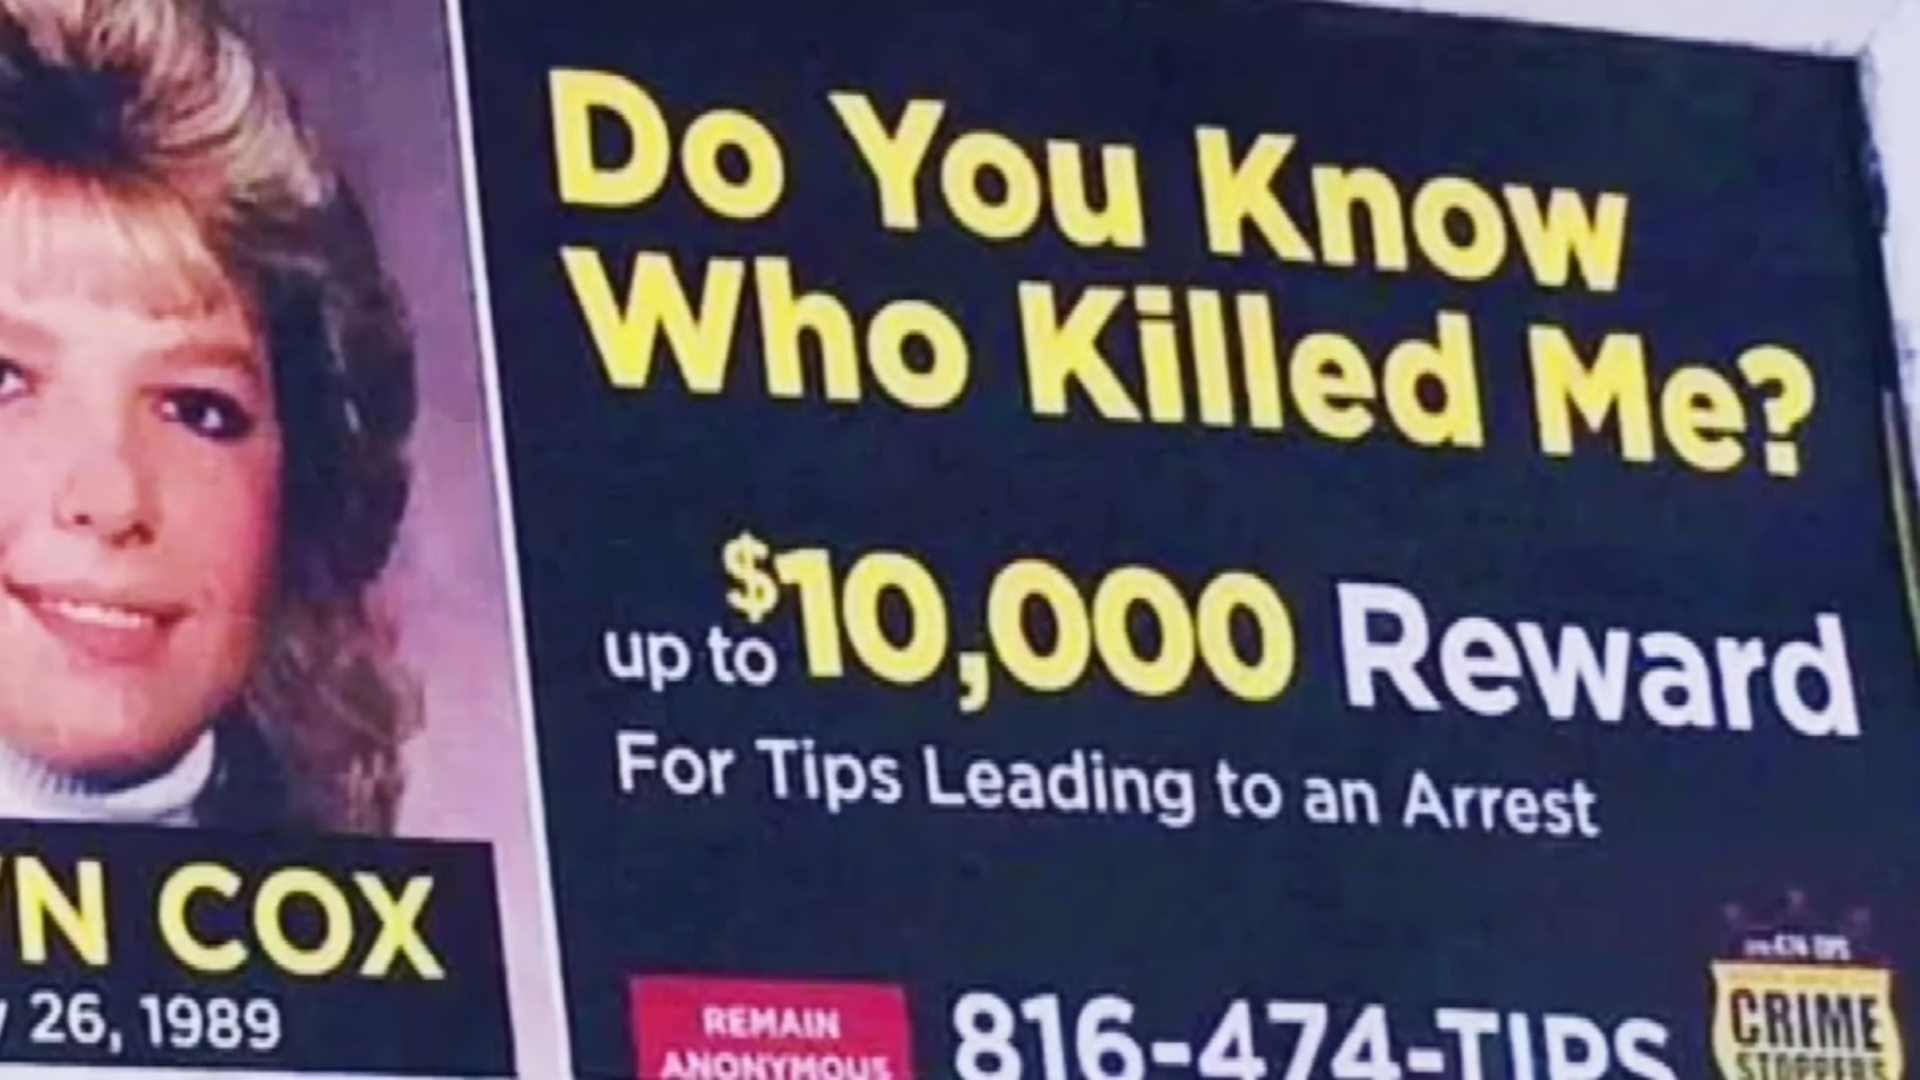 Do You Know
Who Killed Me?
up to $10,000 Reward
For Tips Leading to an Arrest
N COX
26, 1989
REMAIN
ANONYMOUS
816-474-TIPS
CRIME
STOPPERS